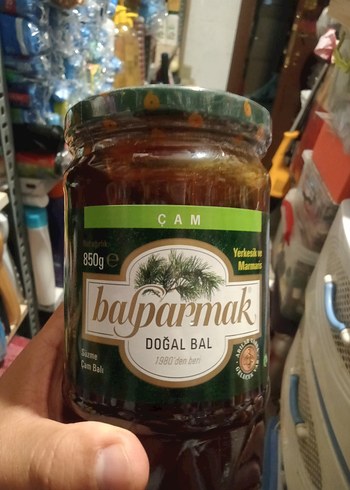 ÇAM
850g e
Yerkesik ve
Marmaris
balparmak
DOĞAL BAL
1980'den beri
Süzme
Çam Balı